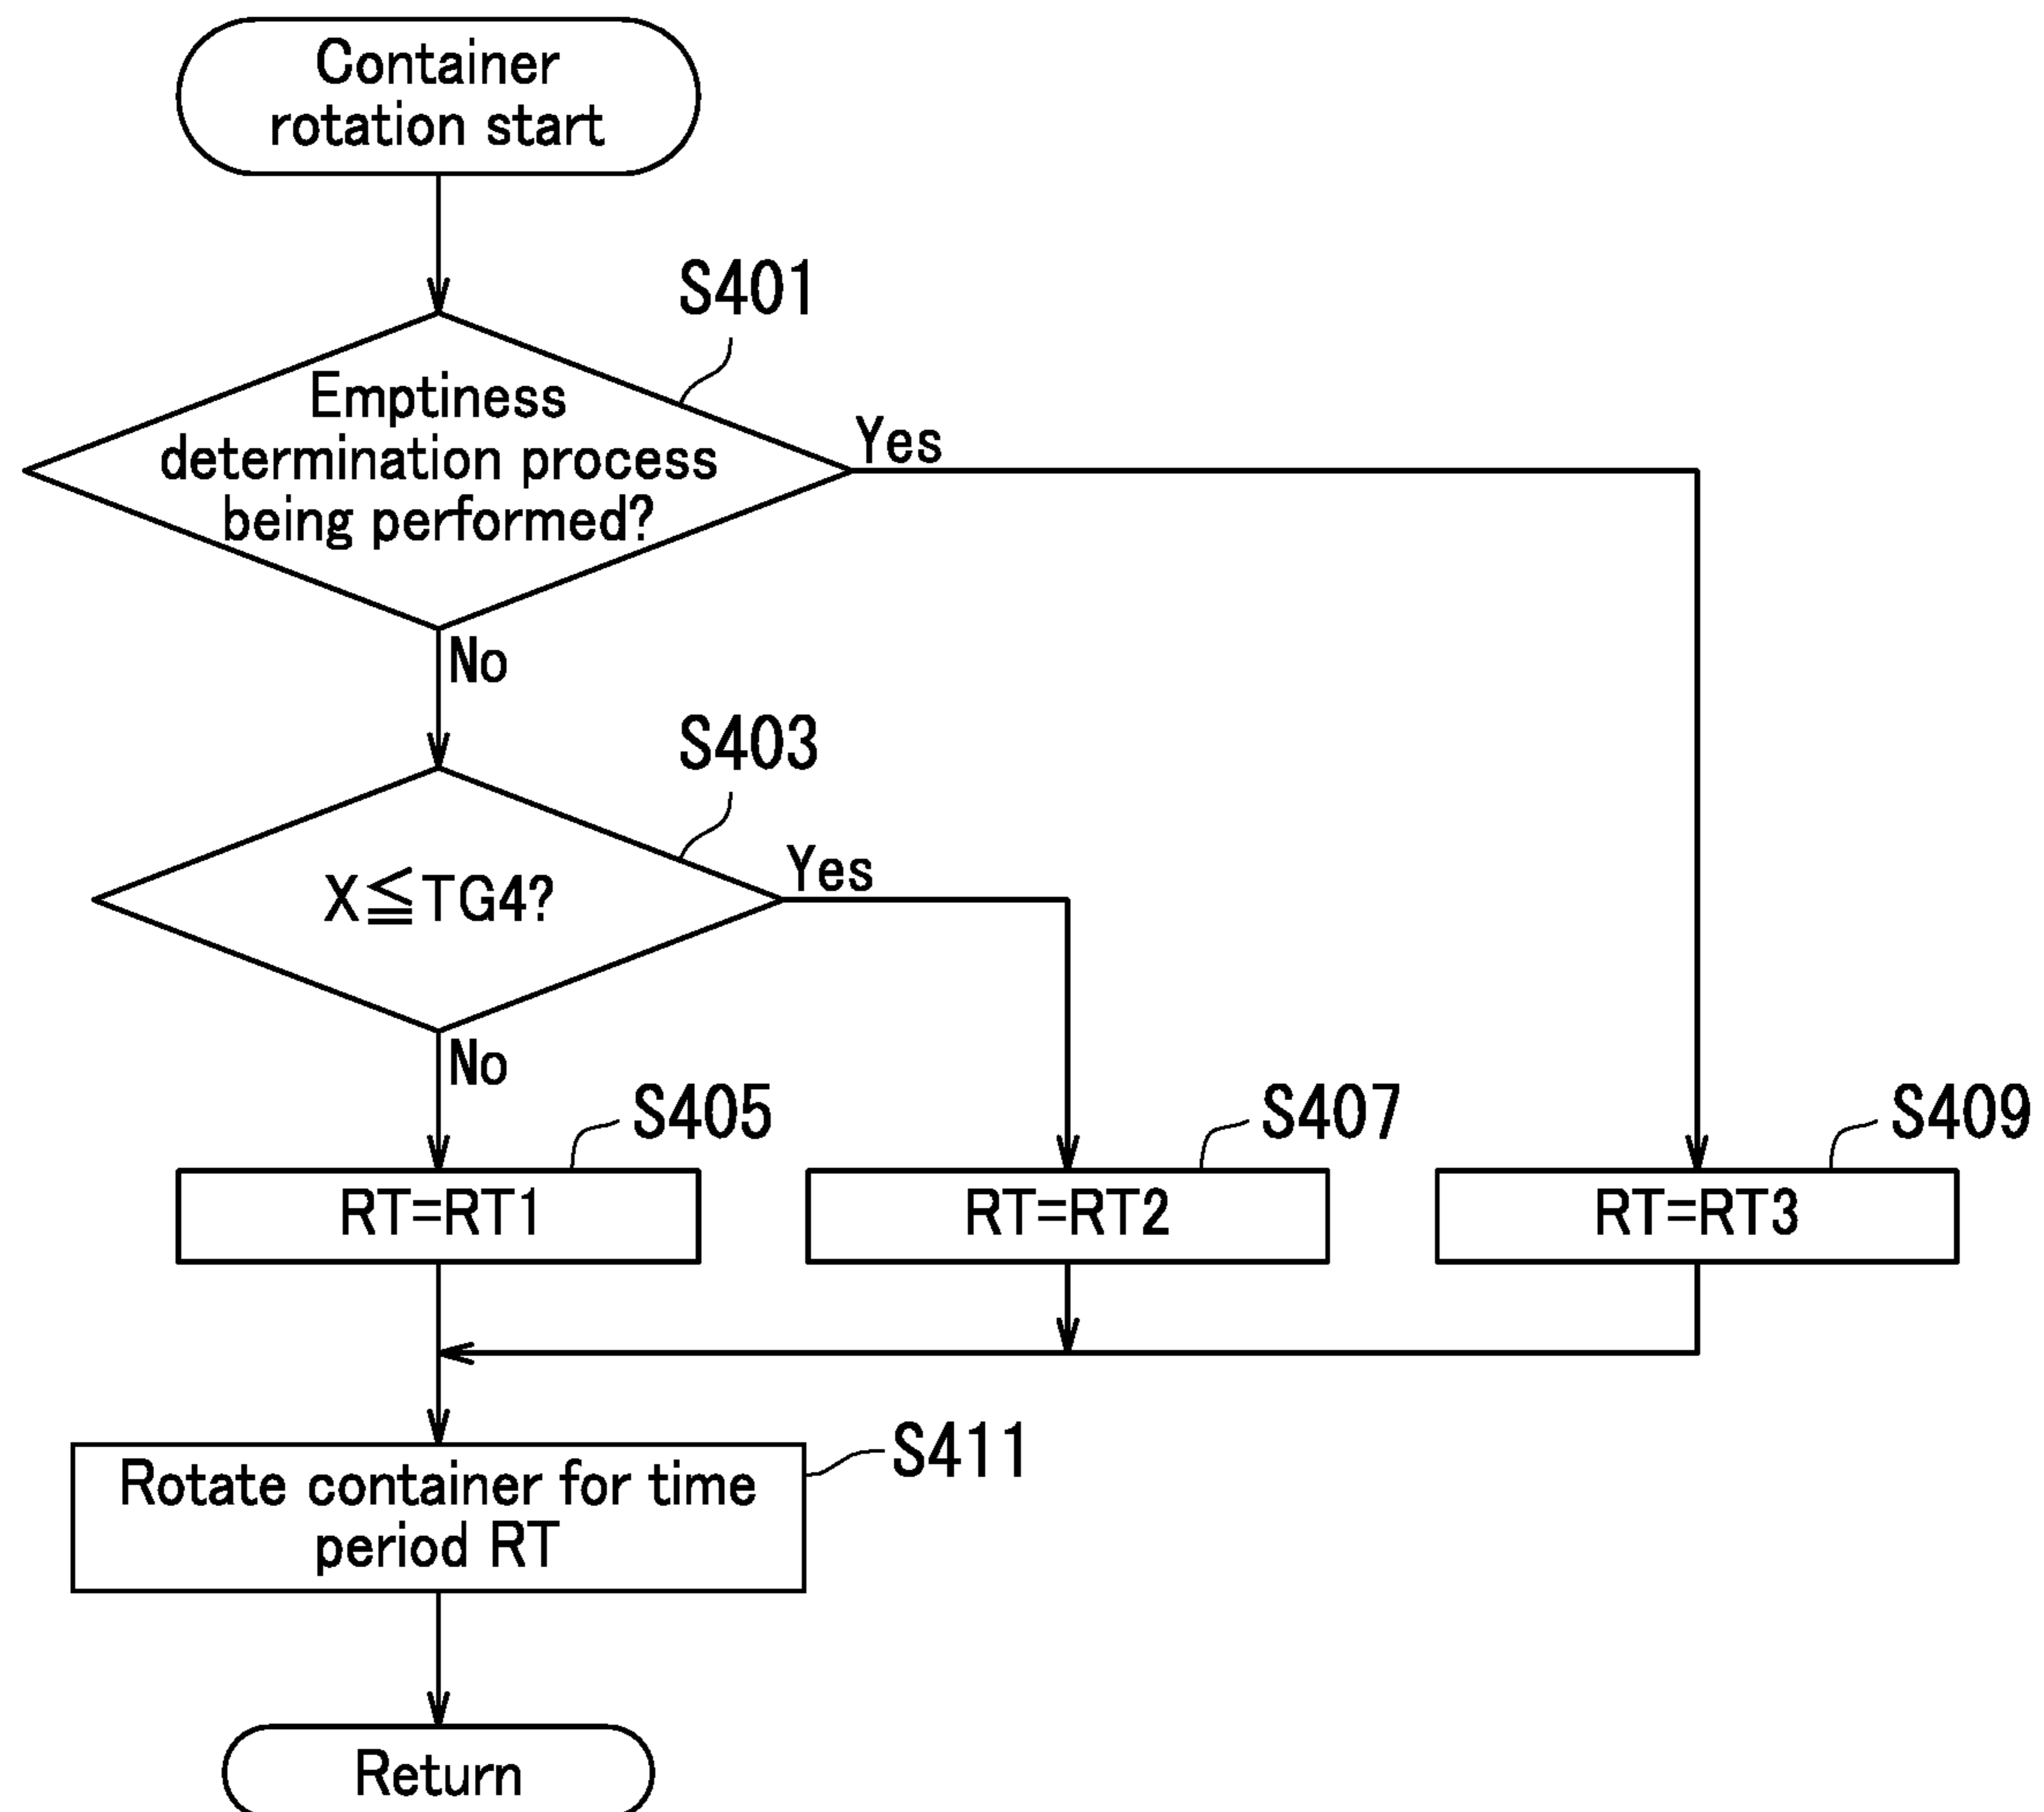 Container
rotation start
S401
Emptiness
determination process
being performed?
Yes
No
S403
X≦TG4?
Yes
No
S405
S407
S409
RT=RT1
RT=RT2
RT=RT3
S411
Rotate container for time
period RT
Return